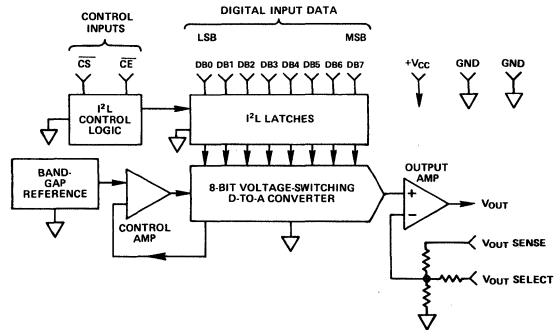 CONTROL INPUTS
DIGITAL INPUT DATA
LSB MSB
CS CE DB0 DB1 DB2 DB3 DB4 DB5 DB6 DB7 +VCC GND GND
I²L CONTROL LOGIC
I²L LATCHES
BAND-GAP REFERENCE
CONTROL AMP
8-BIT VOLTAGE-SWITCHING D-TO-A CONVERTER
OUTPUT AMP
+
−
VOUT
VOUT SENSE
VOUT SELECT